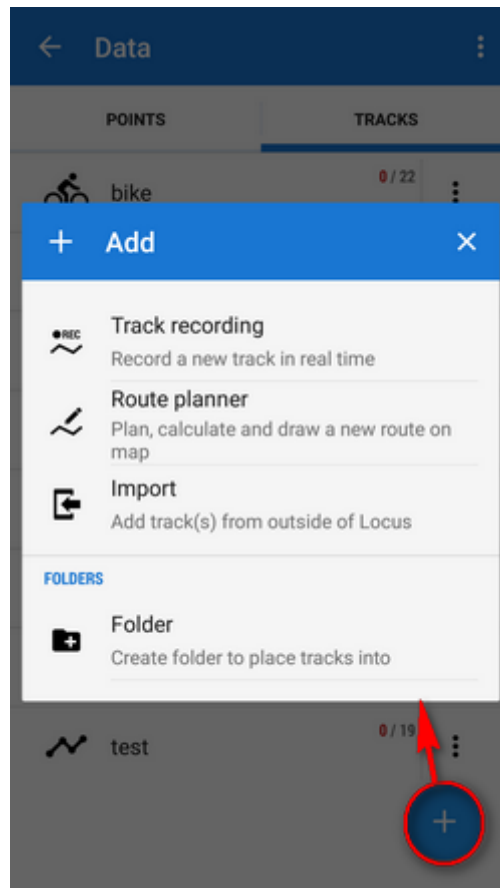 Data
POINTS TRACKS
0 / 22
bike
+ Add ×
REC
Track recording
Record a new track in real time
Route planner
Plan, calculate and draw a new route on
map
Import
Add track(s) from outside of Locus
FOLDERS
Folder
Create folder to place tracks into
0 / 19
test
+